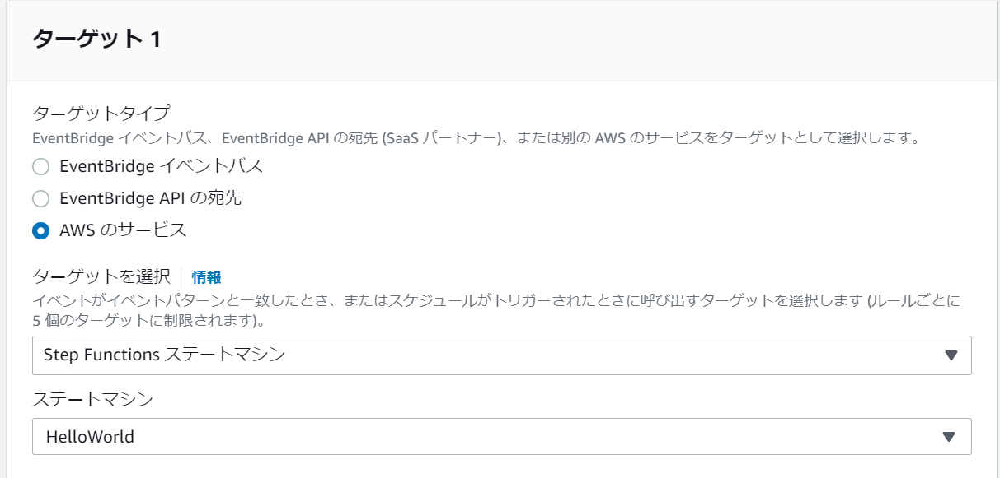 ターゲット 1
ターゲットタイプ
EventBridge イベントバス、EventBridge API の宛先 (SaaS パートナー)、または別の AWS のサービスをターゲットとして選択します。
EventBridge イベントバス
EventBridge API の宛先
AWS のサービス
ターゲットを選択 情報
イベントがイベントパターンと一致したとき、またはスケジュールがトリガーされたときに呼び出すターゲットを選択します (ルールごとに
5 個のターゲットに制限されます)。
Step Functions ステートマシン
ステートマシン
HelloWorld